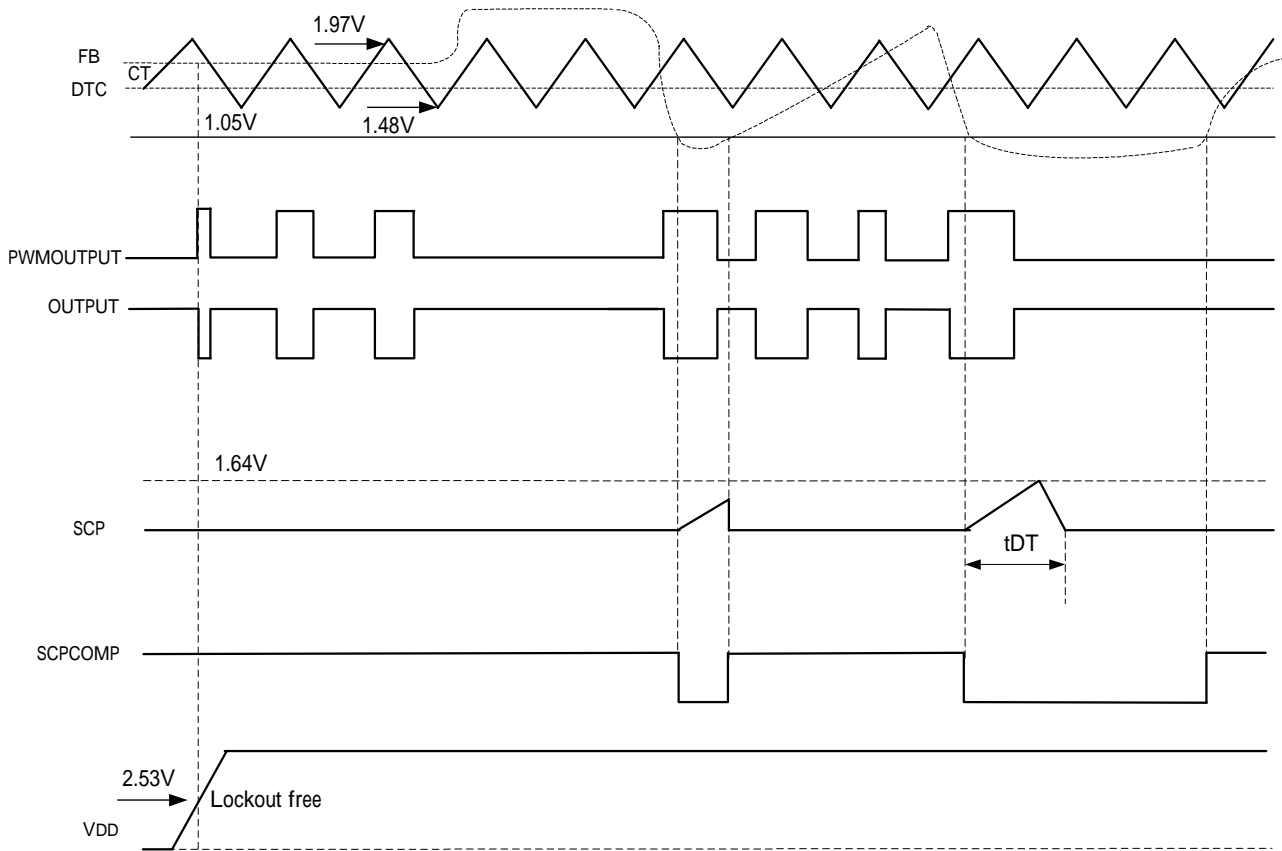 1.97V
FB
CT
DTC
1.05V
1.48V
PWMOUTPUT
OUTPUT
1.64V
SCP
tDT
SCPCOMP
2.53V
Lockout free
VDD